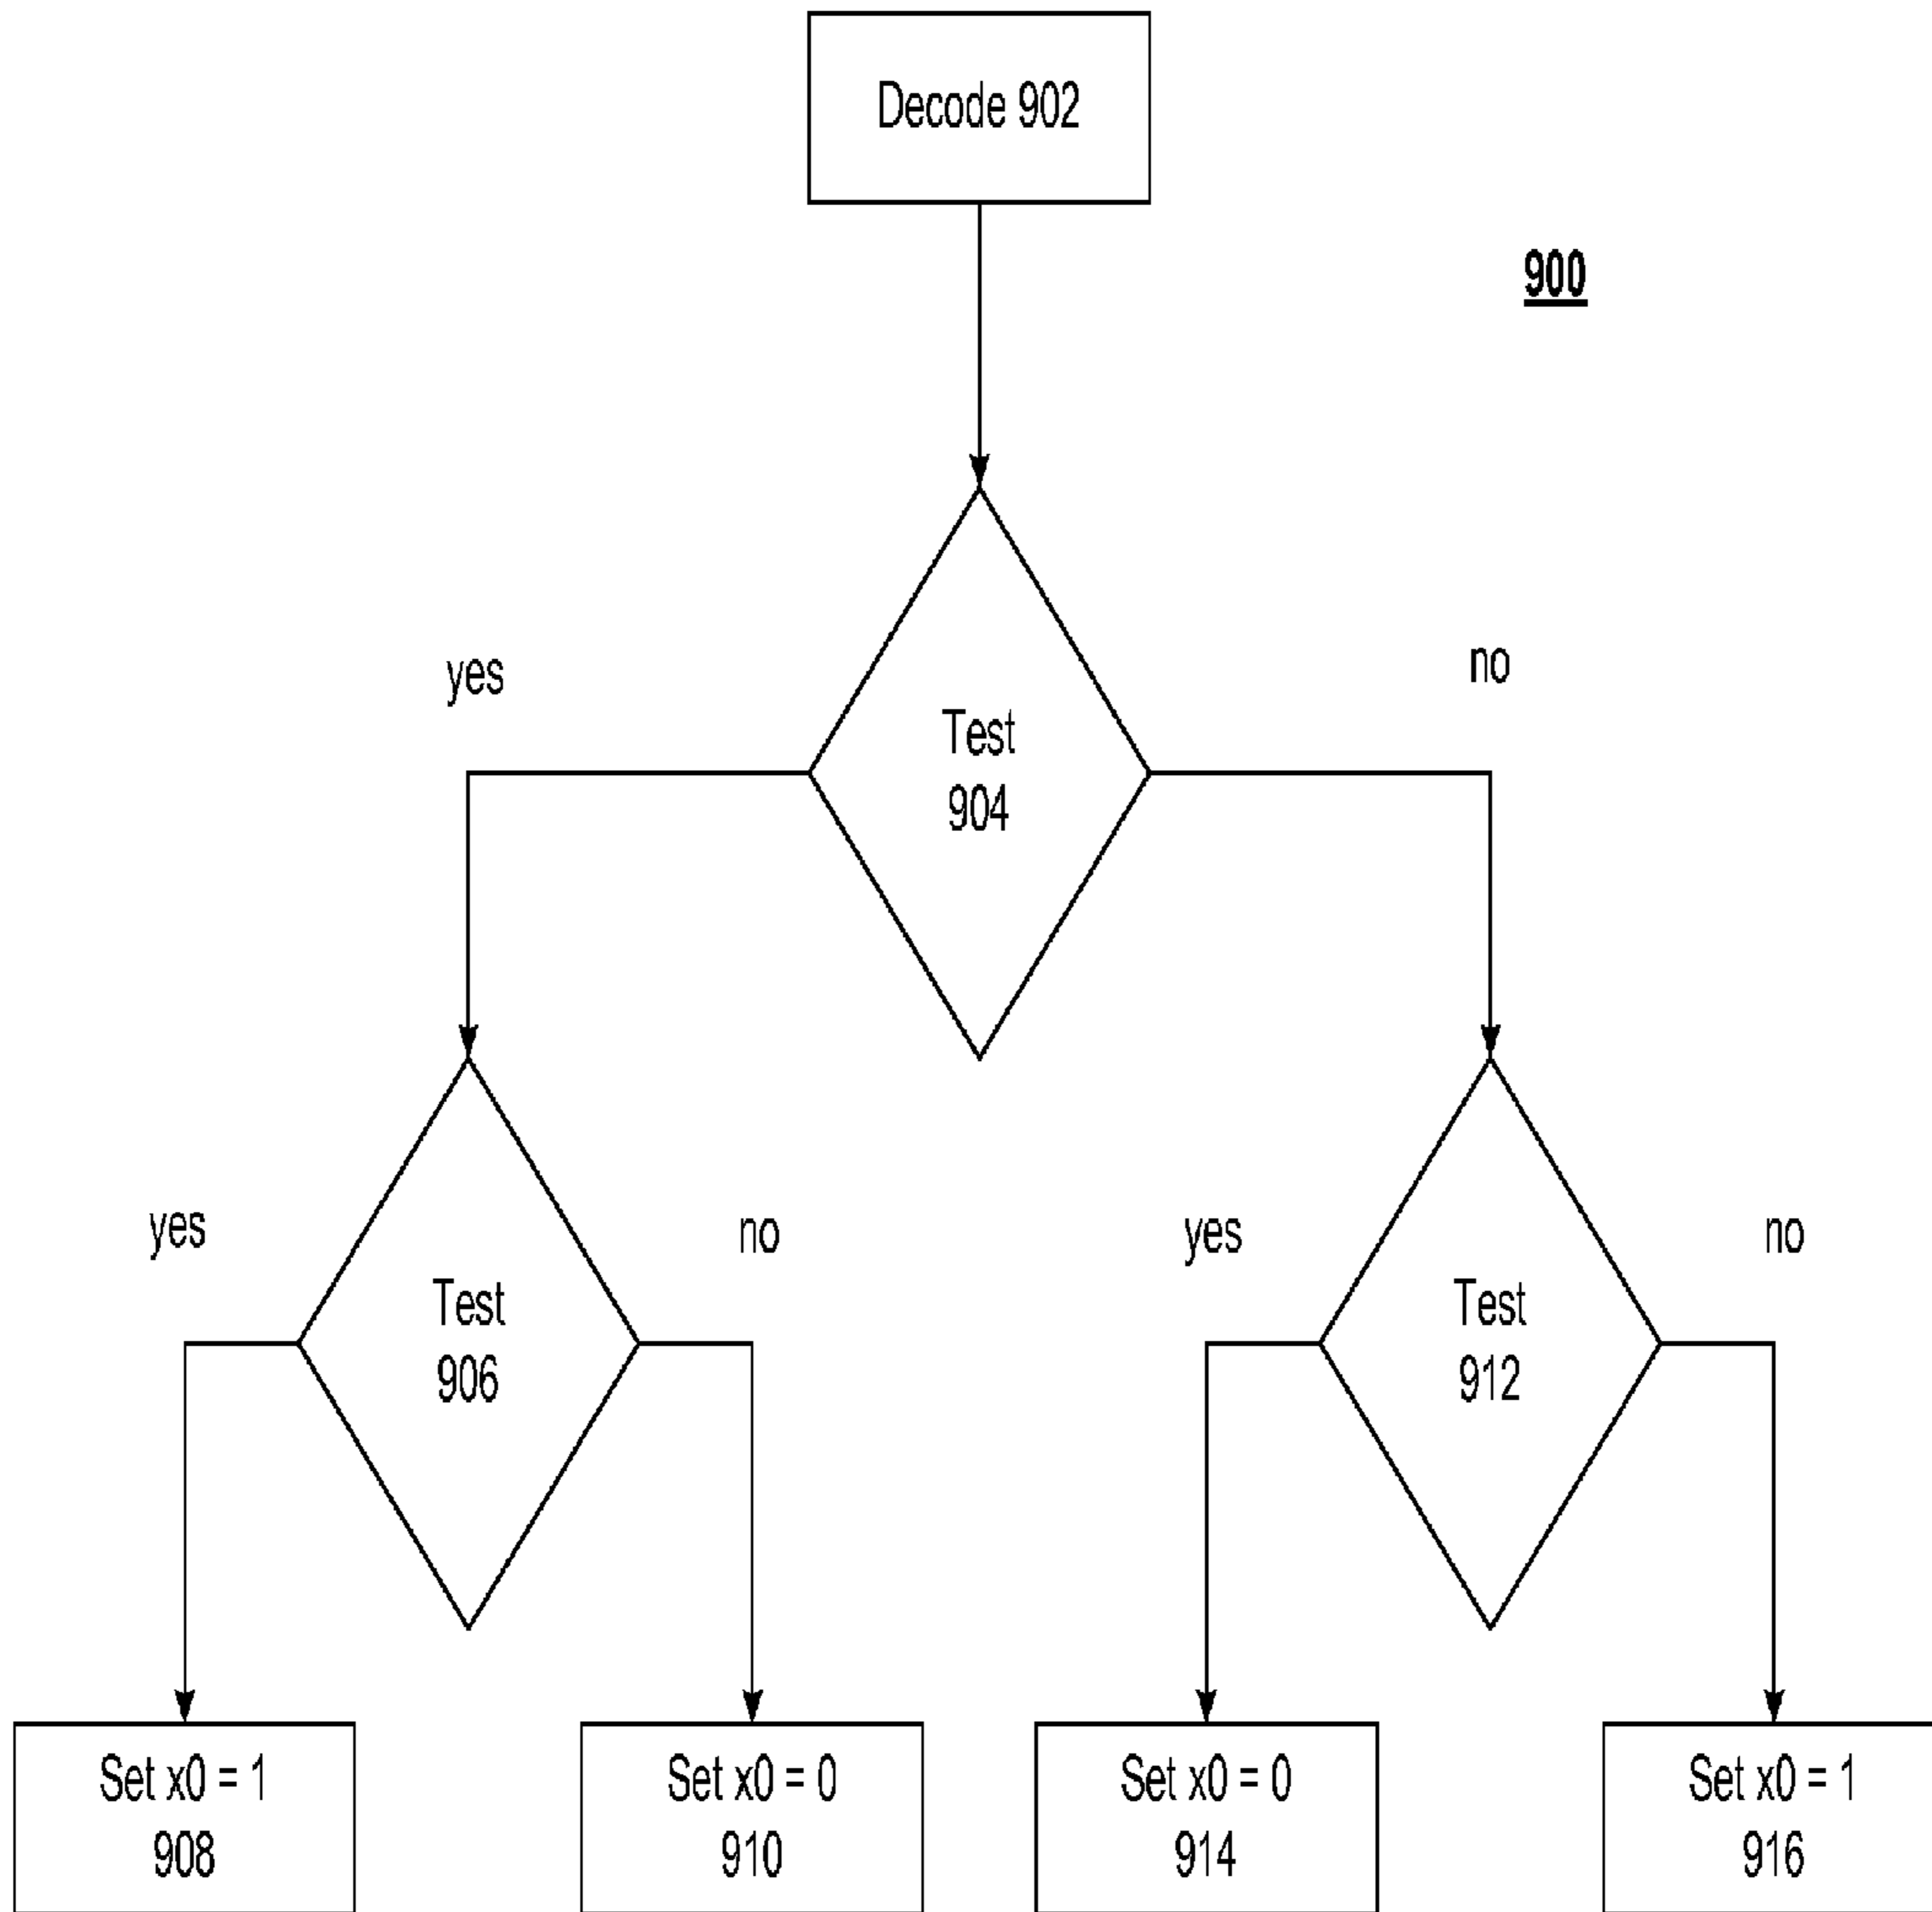 Decode 902
900
yes
no
Test
904
yes
no
yes
no
Test
906
Test
912
Set x0 = 1
908
Set x0 = 0
910
Set x0 = 0
914
Set x0 = 1
916